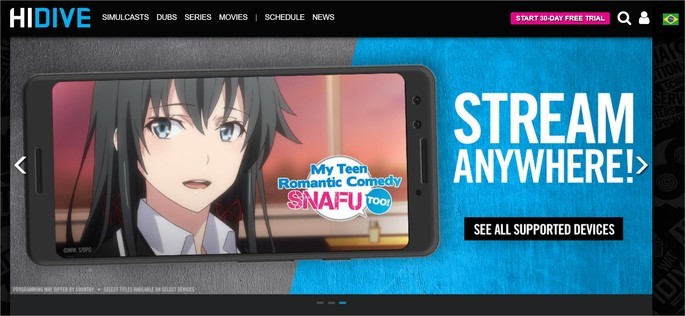 HIDIVE
SIMULCASTS DUBS SERIES MOVIES | SCHEDULE NEWS
START 30-DAY FREE TRIAL
My Teen
Romantic Comedy
SNAFU TOO!
STREAM
ANYWHERE!
SEE ALL SUPPORTED DEVICES
PROGRAMMING MAY DIFFER BY COUNTRY • SELECT TITLES AVAILABLE ON SELECT DEVICES